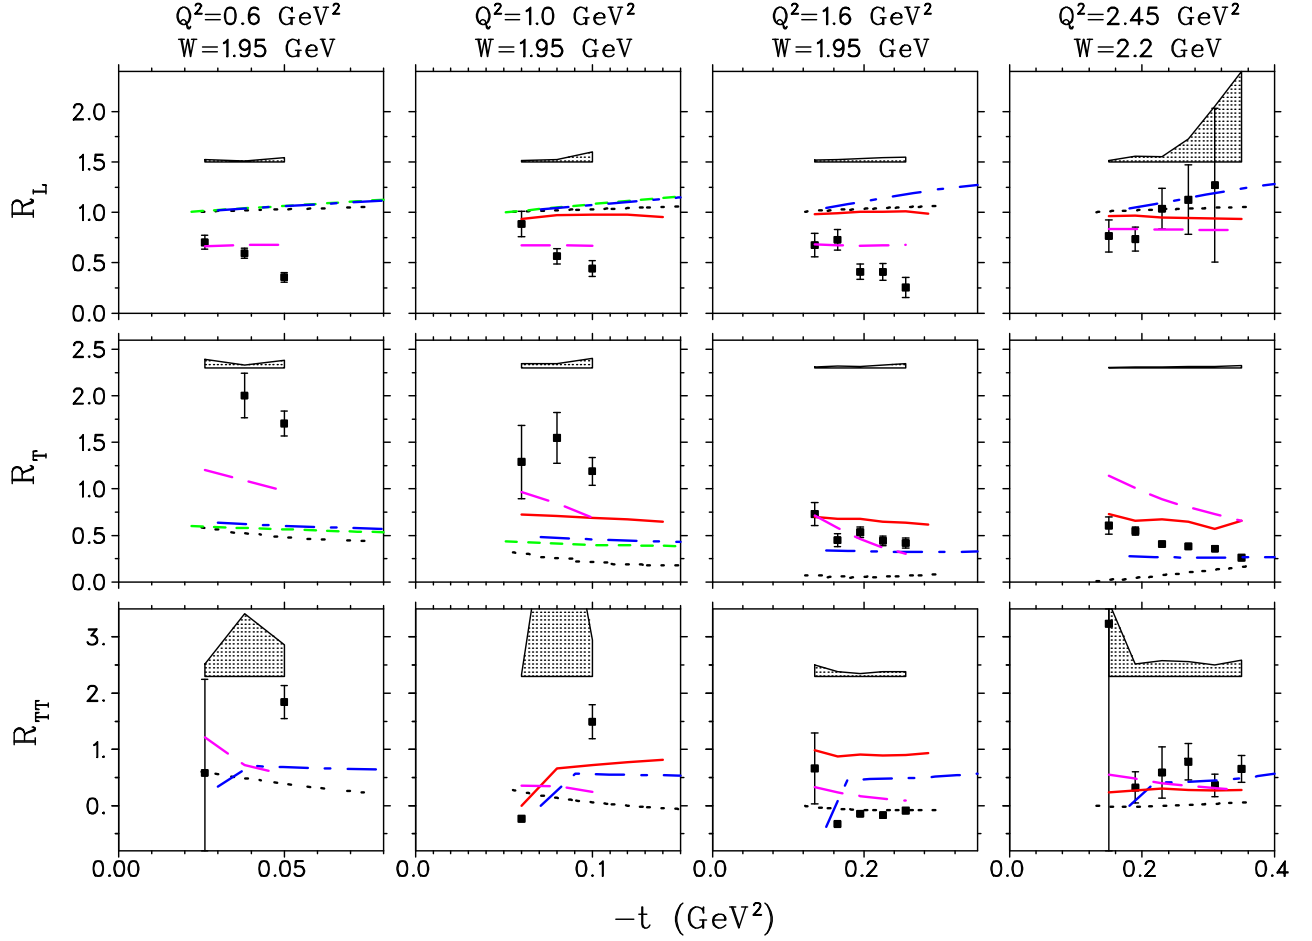 Q²=0.6 GeV² Q²=1.0 GeV² Q²=1.6 GeV² Q²=2.45 GeV²
W=1.95 GeV W=1.95 GeV W=1.95 GeV W=2.2 GeV
2.0
1.5
R_L
1.0
0.5
0.0
2.5
2.0
1.5
R_T
1.0
0.5
0.0
3.
2.
R_TT
1.
0.
0.00 0.05 0.0 0.1 0.0 0.2 0.0 0.2 0.4
−t (GeV²)